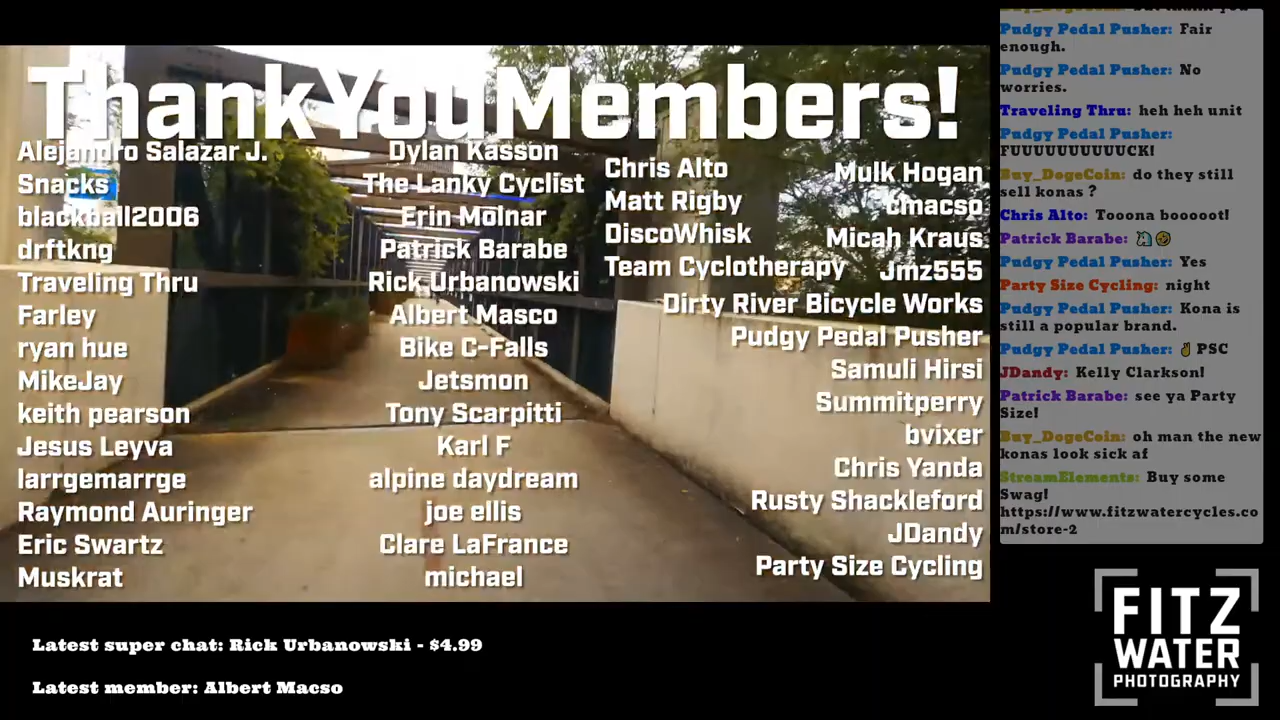 ThankYouMembers!
Alejandro Salazar J.
Snacks
blackball2006
drftkng
Traveling Thru
Farley
ryan hue
MikeJay
keith pearson
Jesus Leyva
larrgemarrge
Raymond Auringer
Eric Swartz
Muskrat
Dylan Kasson
The Lanky Cyclist
Erin Molnar
Patrick Barabe
Rick Urbanowski
Albert Masco
Bike C-Falls
Jetsmon
Tony Scarpitti
Karl F
alpine daydream
joe ellis
Clare LaFrance
michael
Chris Alto
Matt Rigby
DiscoWhisk
Team Cyclotherapy
Mulk Hogan
cmacso
Micah Kraus
Jmz555
Dirty River Bicycle Works
Pudgy Pedal Pusher
Samuli Hirsi
Summitperry
bvixer
Chris Yanda
Rusty Shackleford
JDandy
Party Size Cycling
Pudgy Pedal Pusher: Fair
enough.
Pudgy Pedal Pusher: No
worries.
Traveling Thru: heh heh unit
Pudgy Pedal Pusher:
FUUUUUUUUUUCK!
Buy_DogeCoin: do they still
sell konas ?
Chris Alto: Tooona booooot!
Patrick Barabe:
Pudgy Pedal Pusher: Yes
Party Size Cycling: night
Pudgy Pedal Pusher: Kona is
still a popular brand.
Pudgy Pedal Pusher: ✌ PSC
JDandy: Kelly Clarkson!
Patrick Barabe: see ya Party
Size!
Buy_DogeCoin: oh man the new
konas look sick af
StreamElements: Buy some
Swag!
https://www.fitzwatercycles.co
m/store-2
Latest super chat: Rick Urbanowski - $4.99
Latest member: Albert Macso
FITZ
WATER
PHOTOGRAPHY